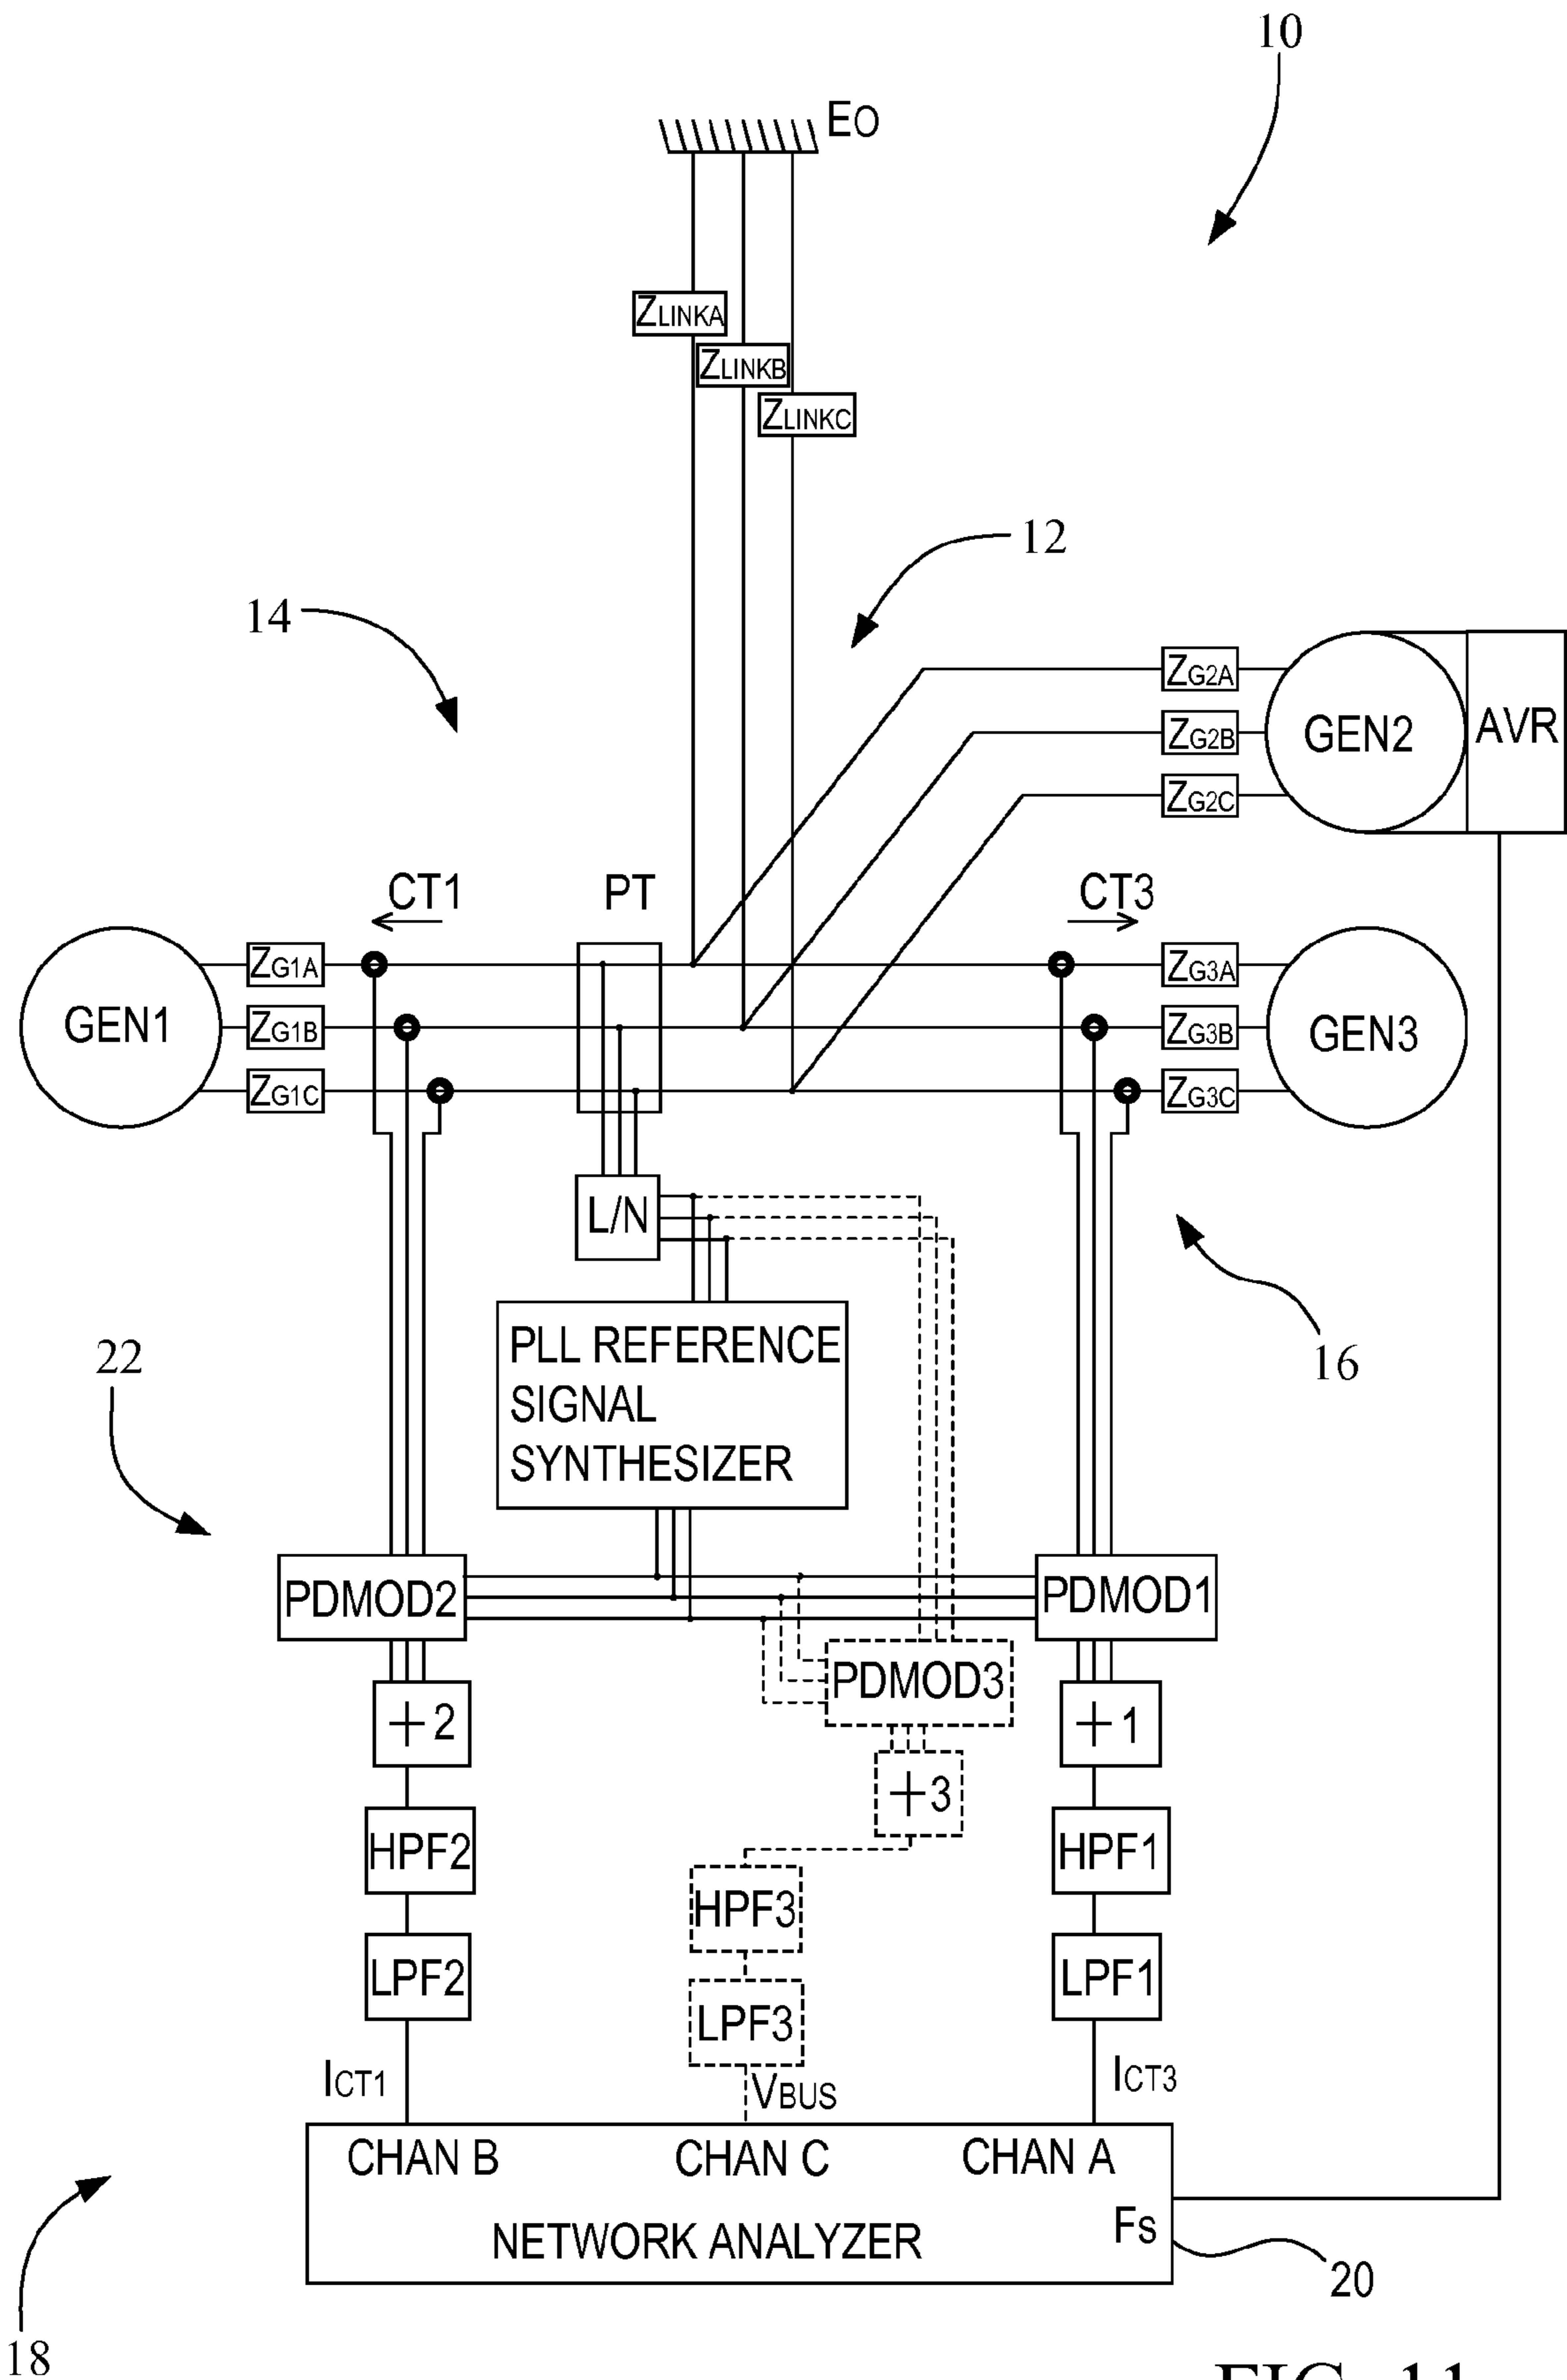 10
EO
ZLINKA
ZLINKB
ZLINKC
12
14
ZG2A
ZG2B
ZG2C
GEN2
AVR
CT1
PT
CT3
GEN1
ZG1A
ZG1B
ZG1C
ZG3A
ZG3B
ZG3C
GEN3
L/N
PLL REFERENCE
SIGNAL
SYNTHESIZER
16
22
PDMOD2
PDMOD1
PDMOD3
+2
+1
+3
HPF2
HPF1
HPF3
LPF2
LPF1
LPF3
ICT1
VBUS
ICT3
CHAN B
CHAN C
CHAN A
FS
NETWORK ANALYZER
20
18
FIG. 11